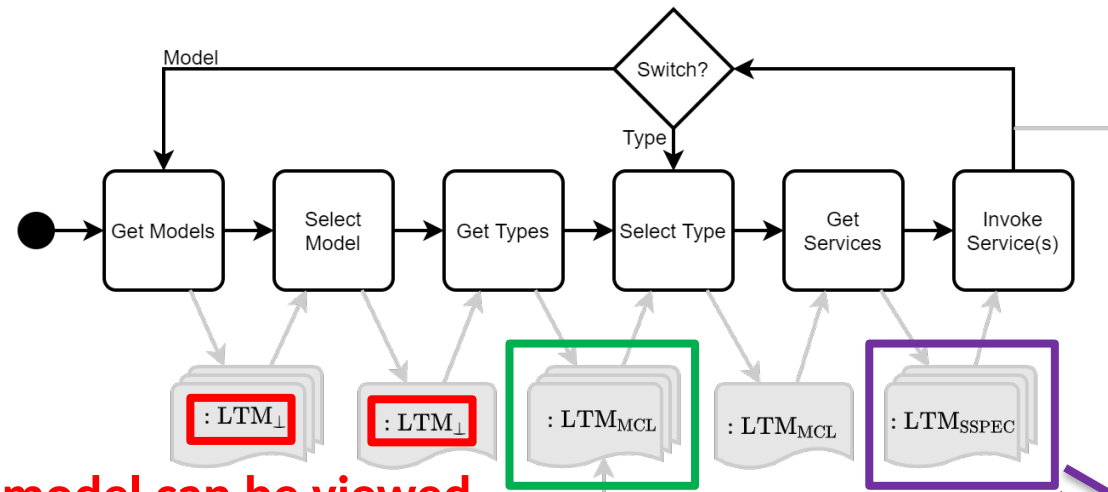 Model
Switch?
Type
Get Models
Select
Model
Get Types
Select Type
Get
Services
Invoke
Service(s)
: LTM⊥
: LTM⊥
: LTMMCL
: LTMMCL
: LTMSSPEC
model can be viewed